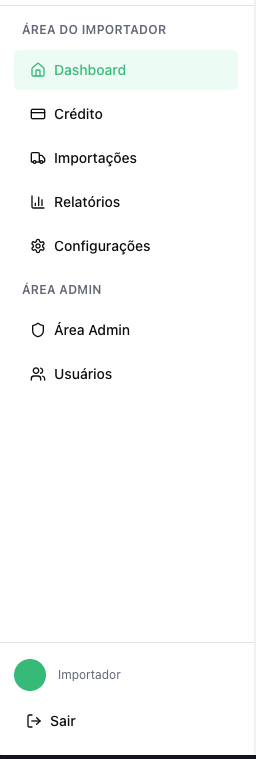 ÁREA DO IMPORTADOR
Dashboard
Crédito
Importações
Relatórios
Configurações
ÁREA ADMIN
Área Admin
Usuários
Importador
Sair